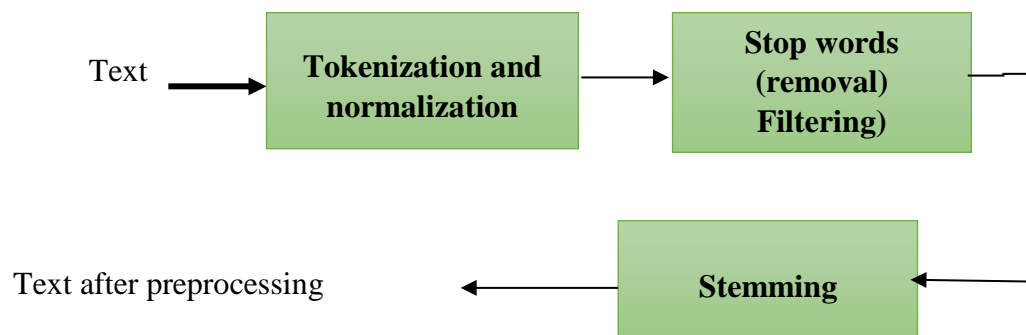 Text
Tokenization and
normalization
Stop words
(removal)
Filtering)
Stemming
Text after preprocessing